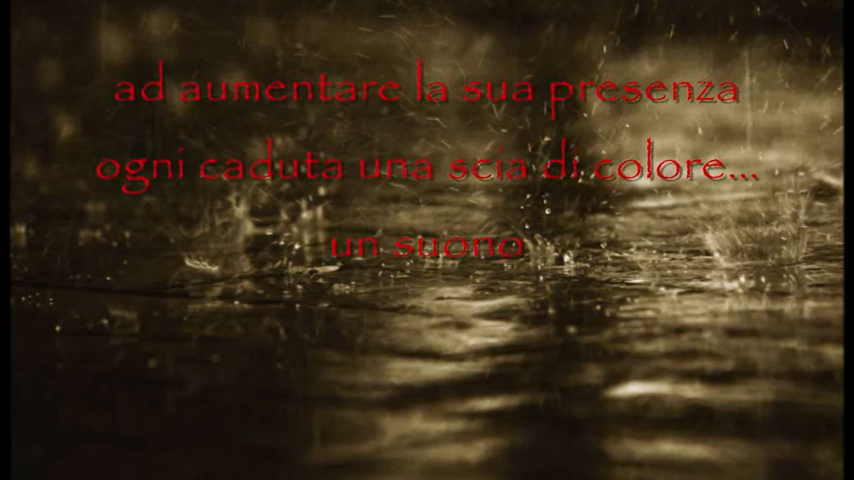 ad aumentare la sua presenza
ogni caduta una scia di colore...
un suono